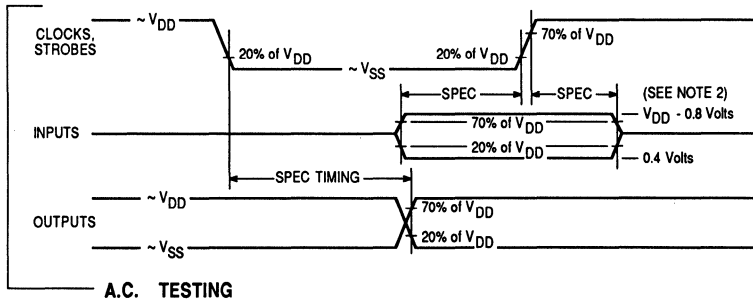 CLOCKS,
STROBES
~ VDD
20% of VDD
~ VSS
20% of VDD
70% of VDD
SPEC
SPEC
(SEE NOTE 2)
VDD - 0.8 Volts
INPUTS
70% of VDD
20% of VDD
0.4 Volts
SPEC TIMING
OUTPUTS
~ VDD
70% of VDD
20% of VDD
~ VSS
A.C. TESTING